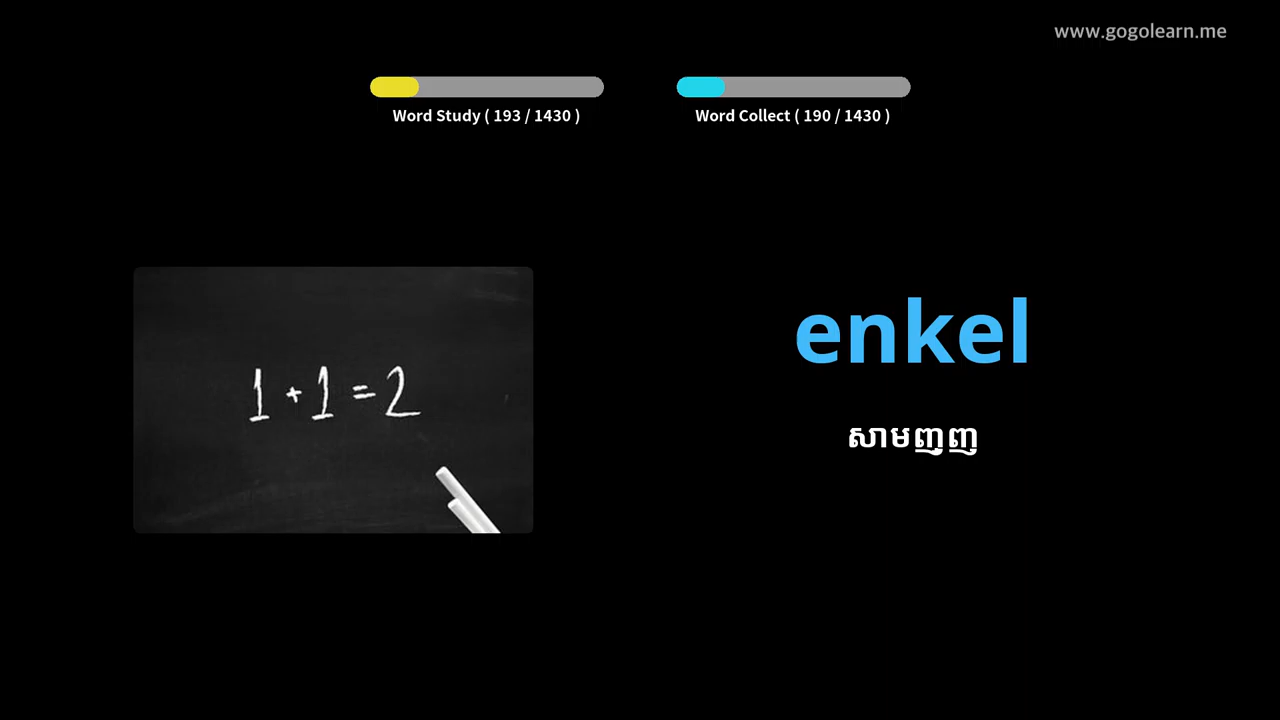 www.gogolearn.me
Word Study ( 193 / 1430 )
Word Collect ( 190 / 1430 )
1 + 1 = 2
enkel
សាមញ្ញ